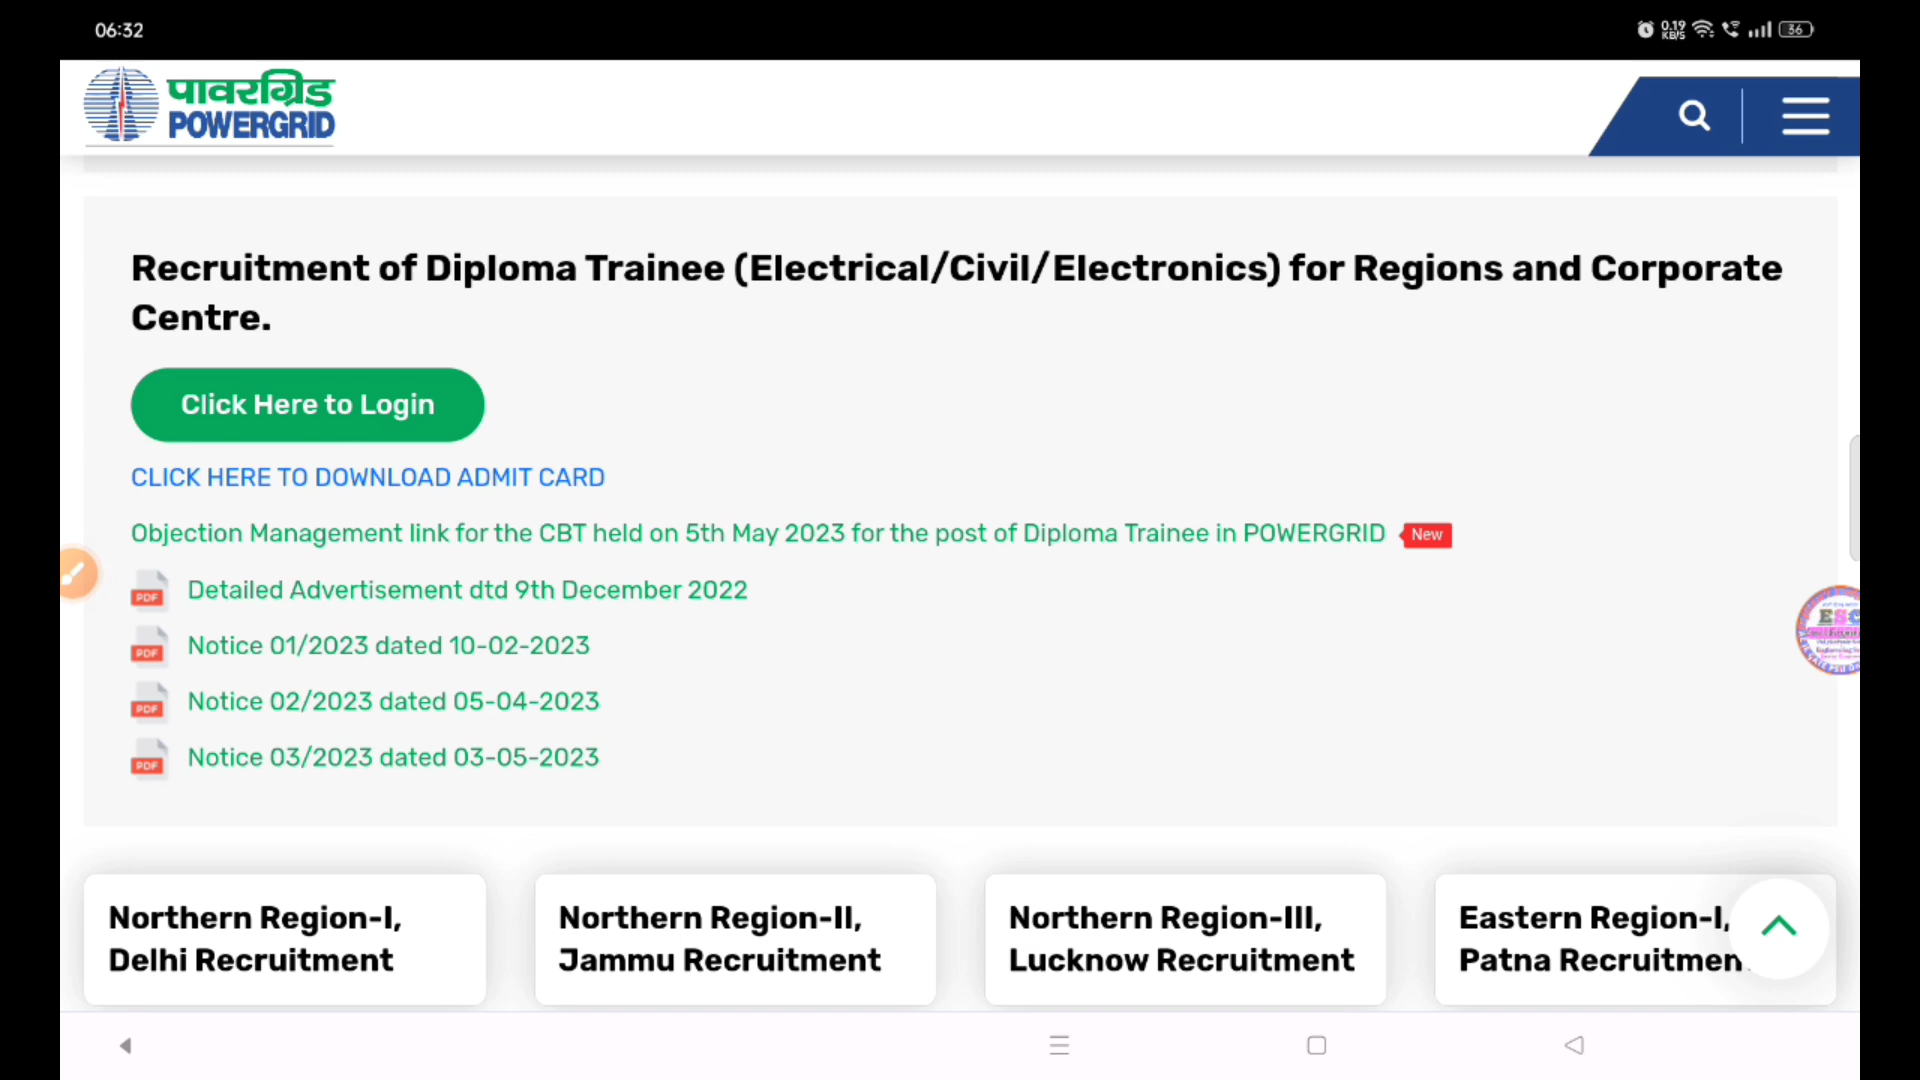 06:32
0.19
KB/S
36
पावरग्रिड
POWERGRID
Recruitment of Diploma Trainee (Electrical/Civil/Electronics) for Regions and Corporate
Centre.
Click Here to Login
CLICK HERE TO DOWNLOAD ADMIT CARD
Objection Management link for the CBT held on 5th May 2023 for the post of Diploma Trainee in POWERGRID New
PDF Detailed Advertisement dtd 9th December 2022
PDF Notice 01/2023 dated 10-02-2023
PDF Notice 02/2023 dated 05-04-2023
PDF Notice 03/2023 dated 03-05-2023
Northern Region-I,
Delhi Recruitment
Northern Region-II,
Jammu Recruitment
Northern Region-III,
Lucknow Recruitment
Eastern Region-I,
Patna Recruitmen